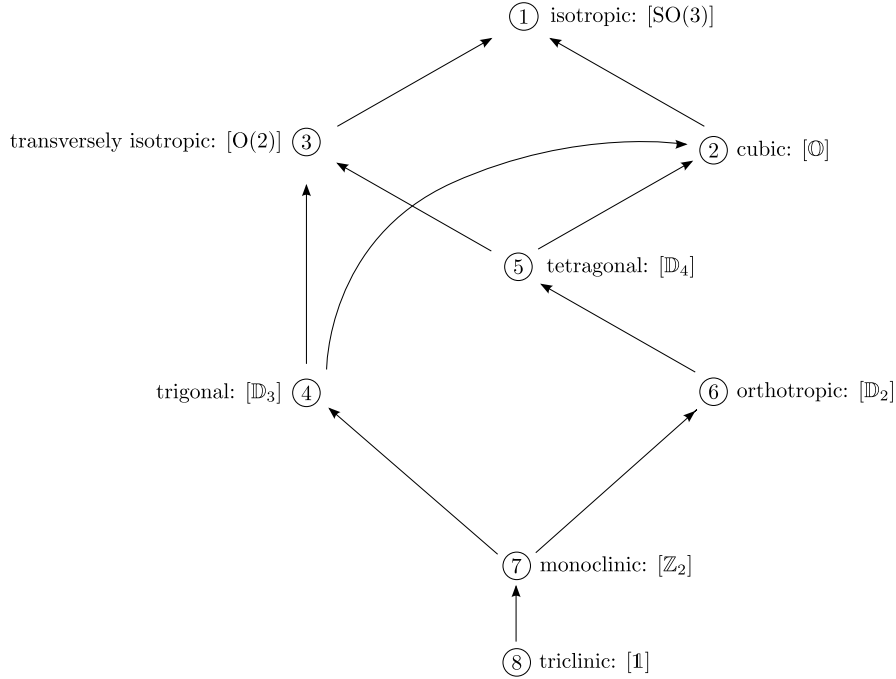 ① isotropic: [SO(3)]
transversely isotropic: [O(2)] ③
② cubic: [𝕆]
⑤ tetragonal: [𝔻₄]
trigonal: [𝔻₃] ④
⑥ orthotropic: [𝔻₂]
⑦ monoclinic: [ℤ₂]
⑧ triclinic: [𝟙]